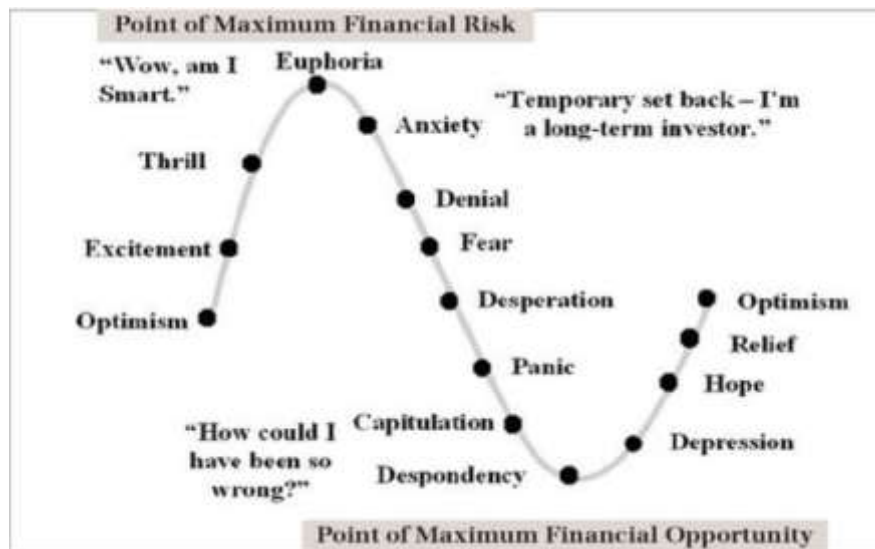 Point of Maximum Financial Risk
“Wow, am I
Smart.”
Euphoria
Anxiety
“Temporary set back – I’m
a long-term investor.”
Thrill
Denial
Excitement
Fear
Optimism
Desperation
Optimism
Relief
Panic
Hope
Capitulation
“How could I
have been so
wrong?”
Depression
Despondency
Point of Maximum Financial Opportunity